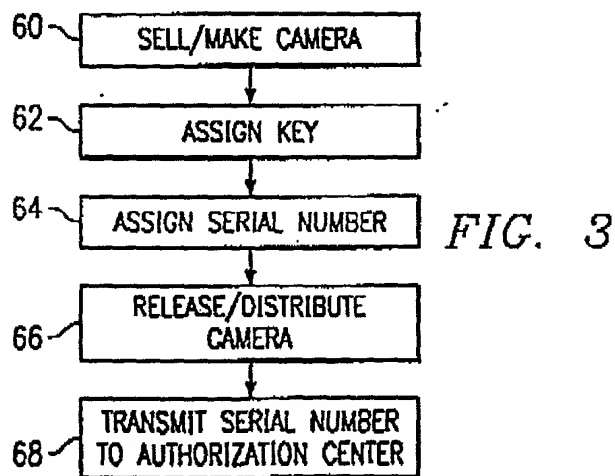 60
SELL/MAKE CAMERA
62
ASSIGN KEY
64
ASSIGN SERIAL NUMBER
FIG. 3
66
RELEASE/DISTRIBUTE
CAMERA
68
TRANSMIT SERIAL NUMBER
TO AUTHORIZATION CENTER